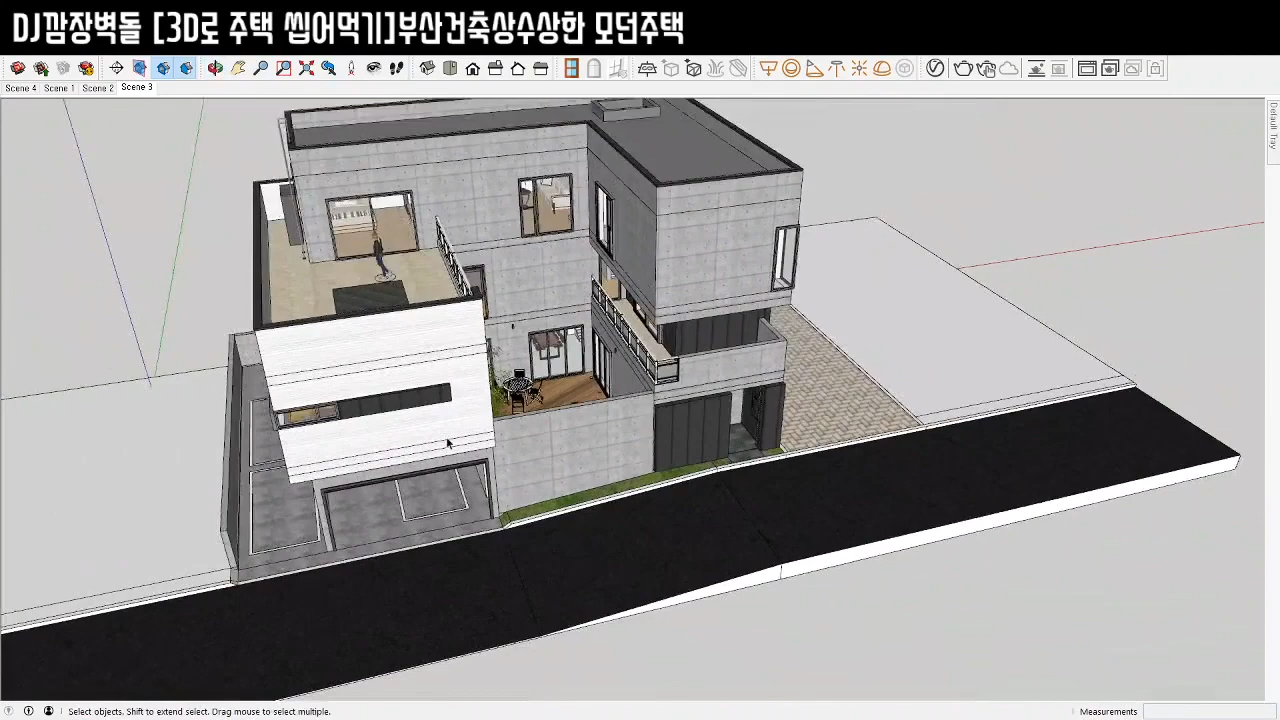 DJ깜장벽돌 [3D로 주택 씹어먹기]부산건축상수상한 모던주택
Scene 4 Scene 1 Scene 2 Scene 3
Default Tray
Select objects. Shift to extend select. Drag mouse to select multiple.
Measurements